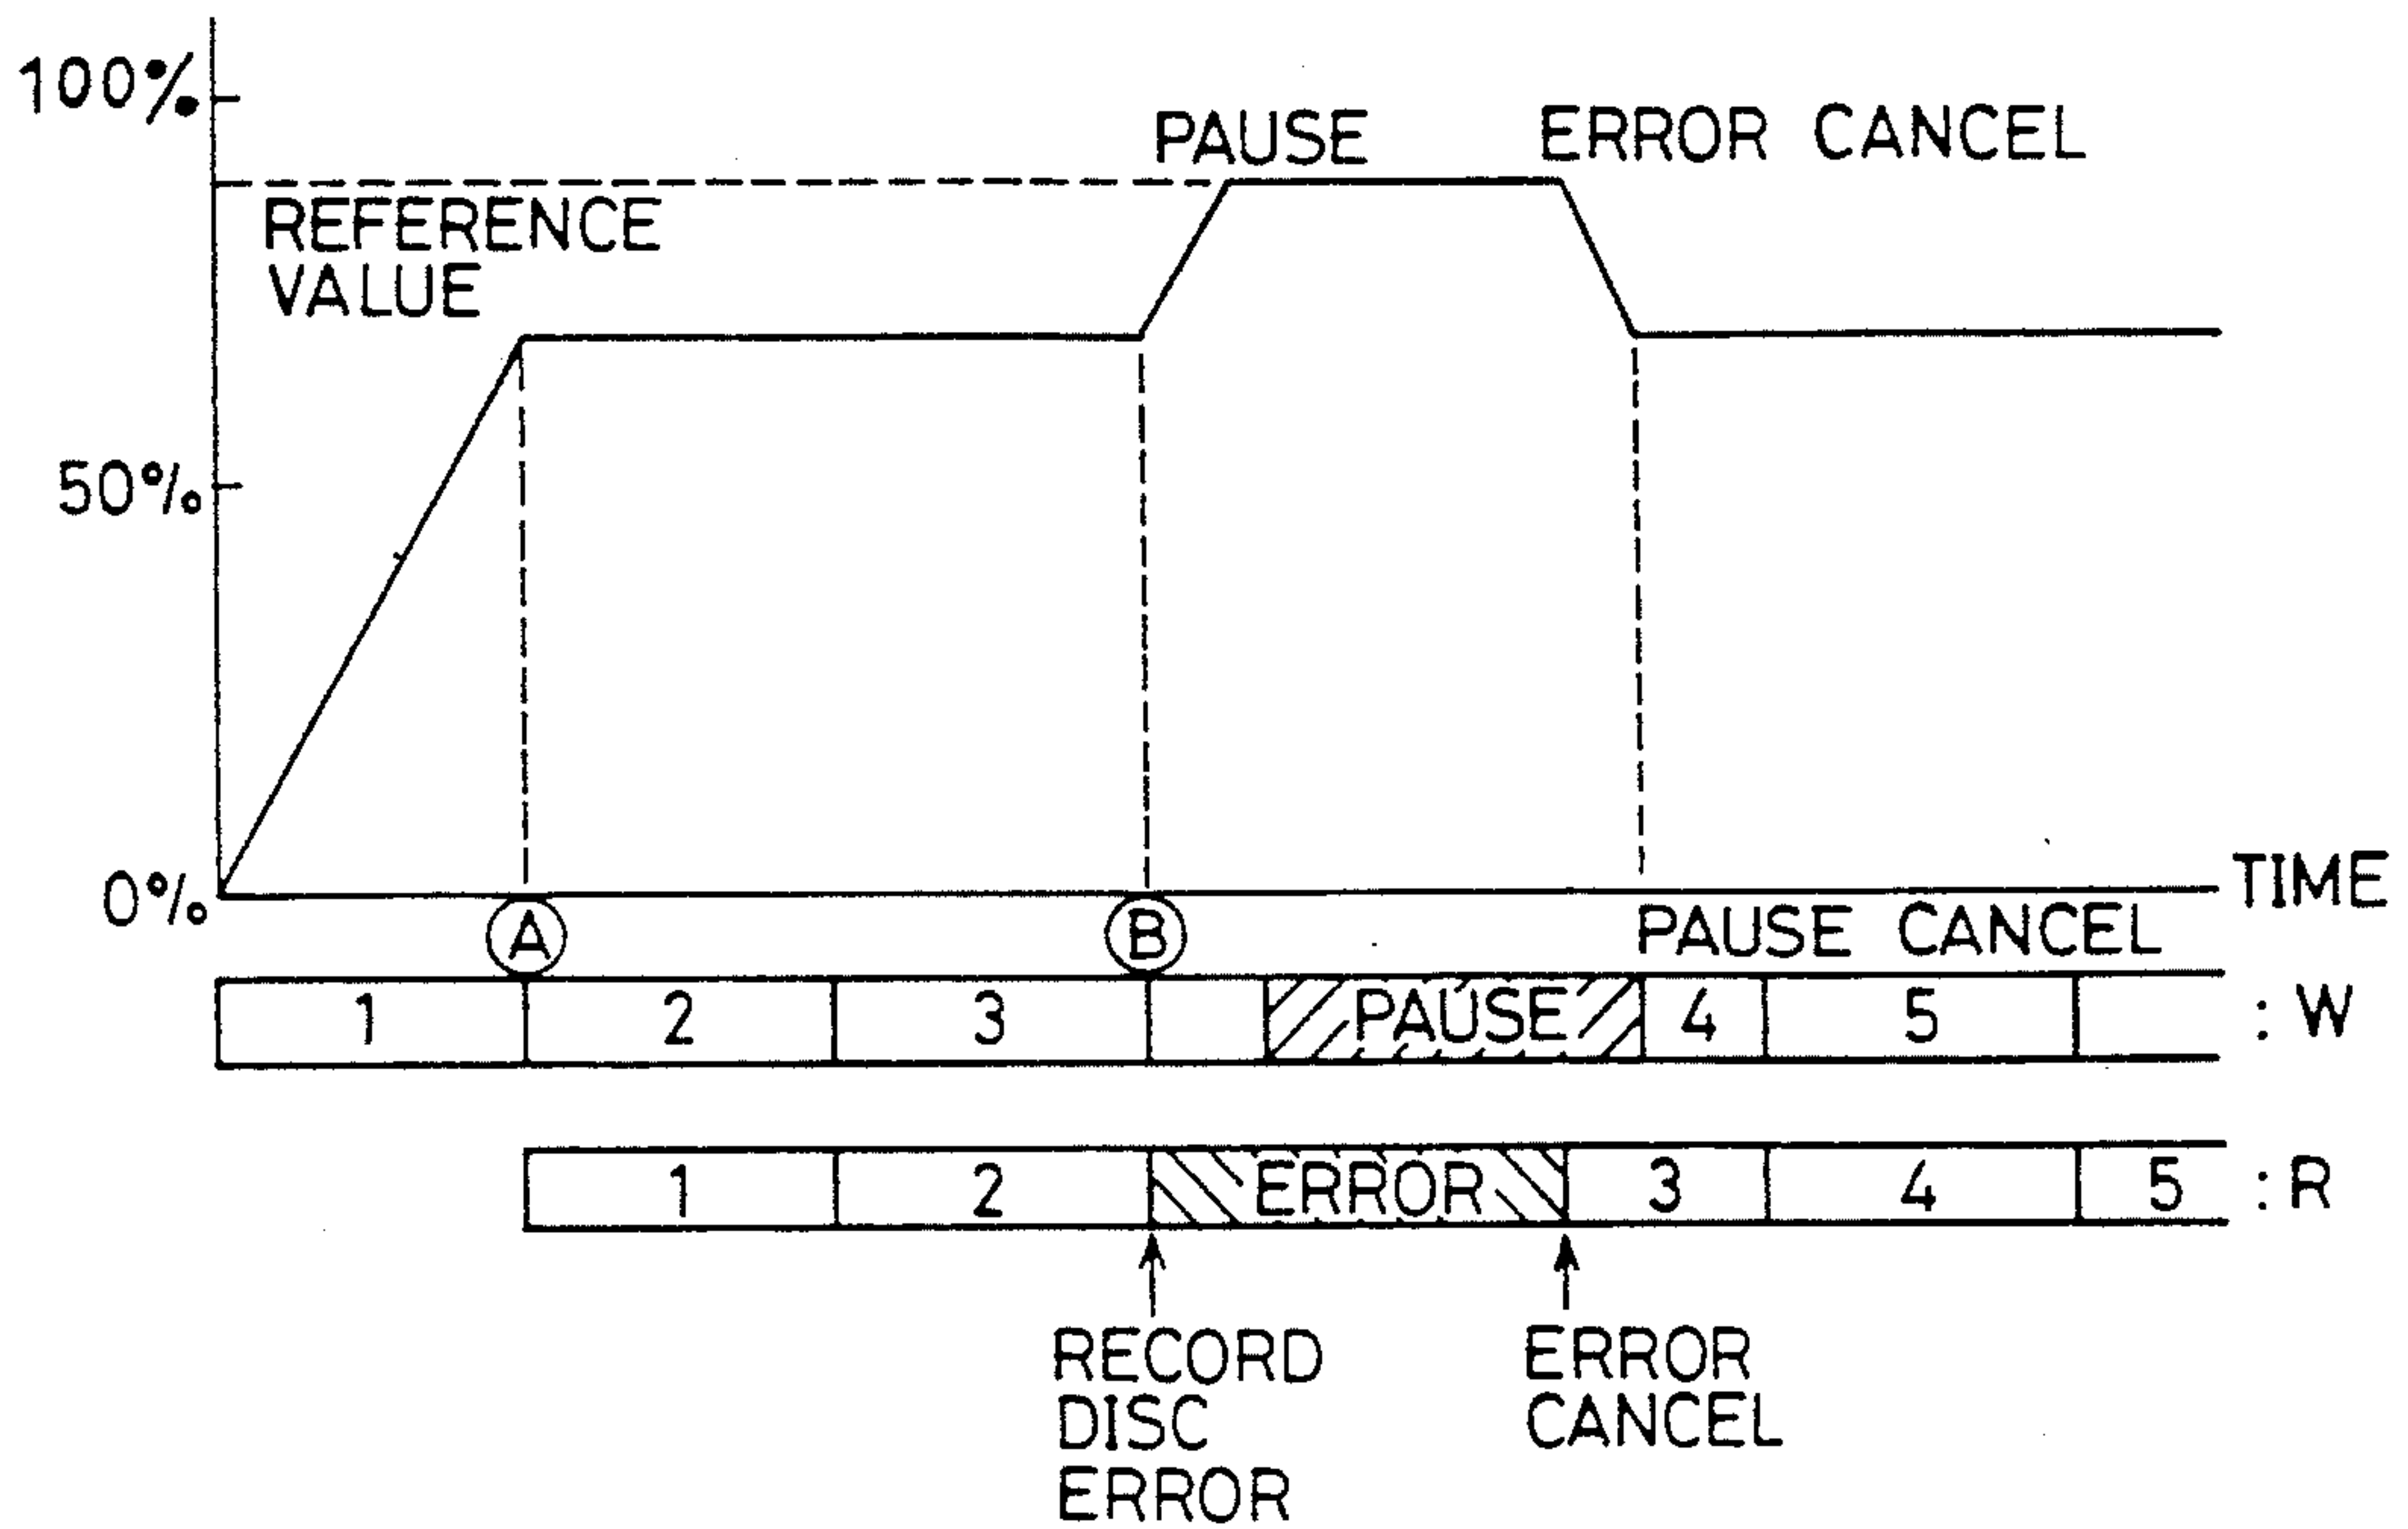 100%
PAUSE ERROR CANCEL
REFERENCE
VALUE
50%
0%
TIME
A B
PAUSE CANCEL
1 2 3 PAUSE 4 5 : W
1 2 ERROR 3 4 5 : R
RECORD
DISC
ERROR
ERROR
CANCEL